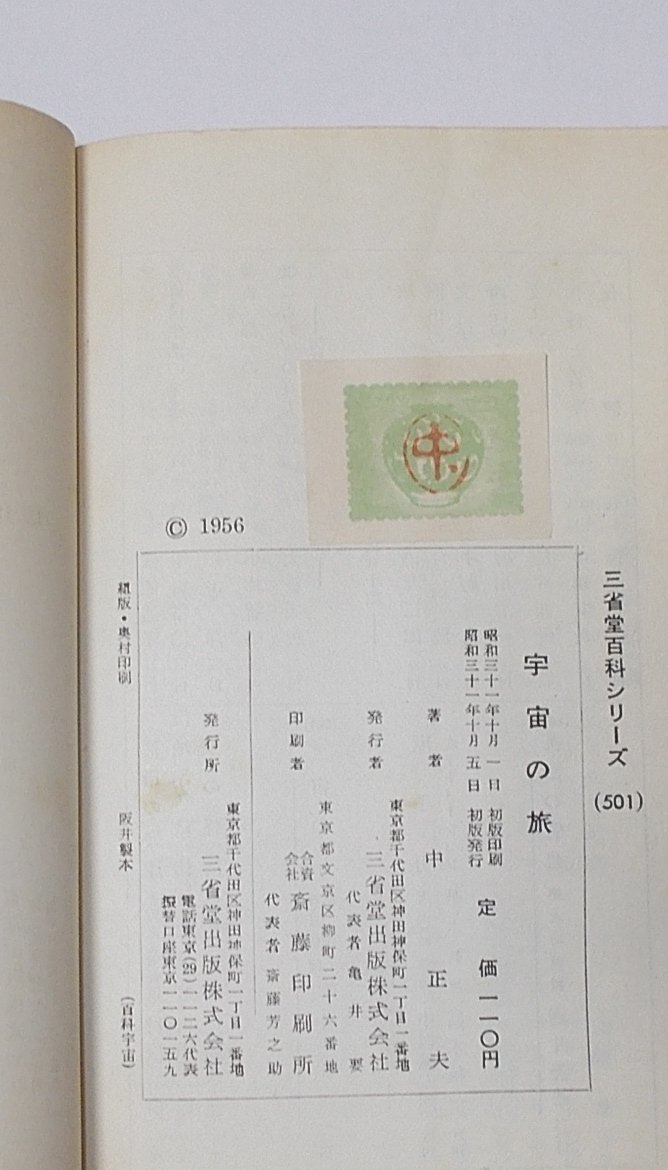 三省堂百科シリーズ (501)
宇宙の旅
昭和三十一年十月一日 初版印刷
昭和三十一年十月五日 初版発行
定価一一〇円
著者 中正夫
東京都千代田区神田神保町一丁目一番地
発行者 三省堂出版株式会社
代表者 亀井要
東京都文京区柳町二十六番地
印刷者 合資会社 斎藤印刷所
代表者 斎藤芳之助
東京都千代田区神田神保町一丁目一番地
発行所 三省堂出版株式会社
電話東京(29)一一二六代表
振替口座東京一一〇一五九
© 1956
中
組版・奥村印刷 阪井製本 (百科宇宙)